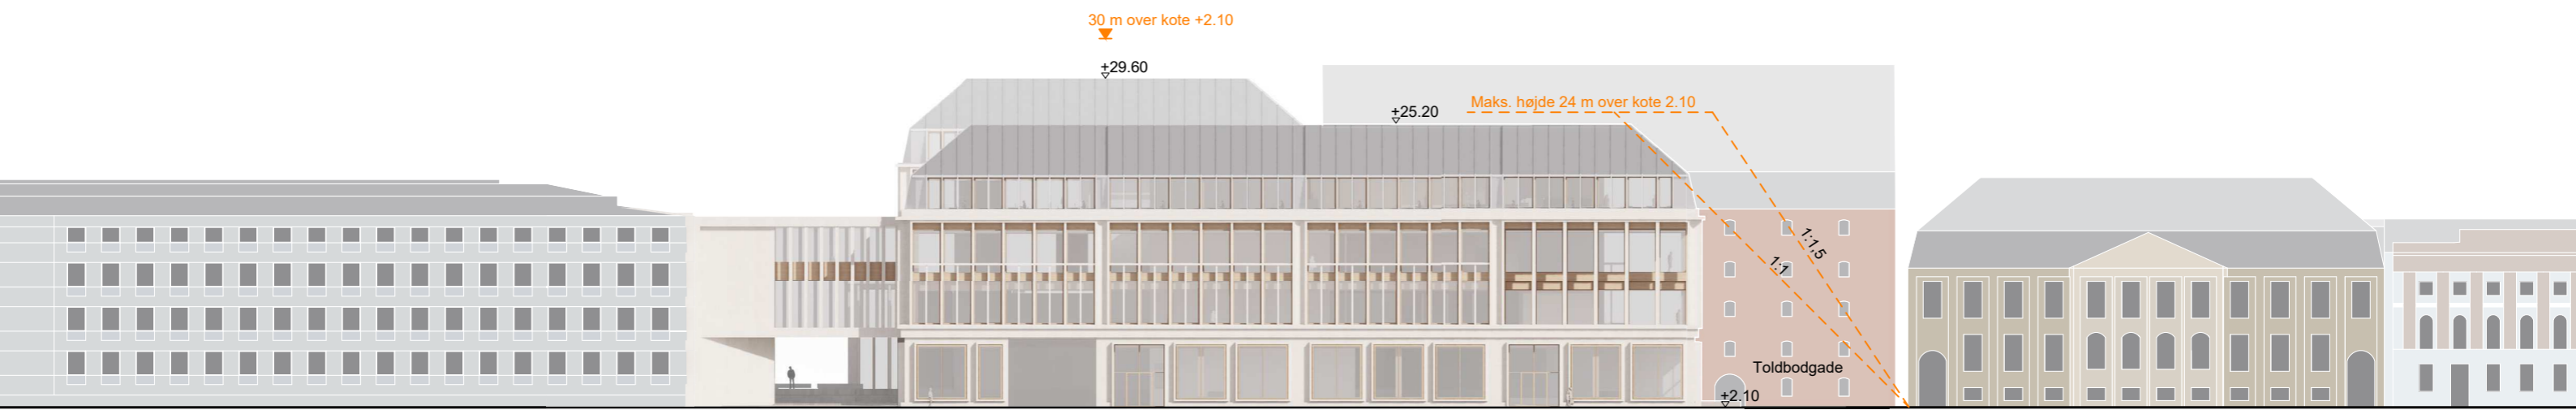 30 m over kote +2.10
+29.60
Maks. højde 24 m over kote 2.10
+25.20
1:1,5
1:1
Toldbodgade
+2.10